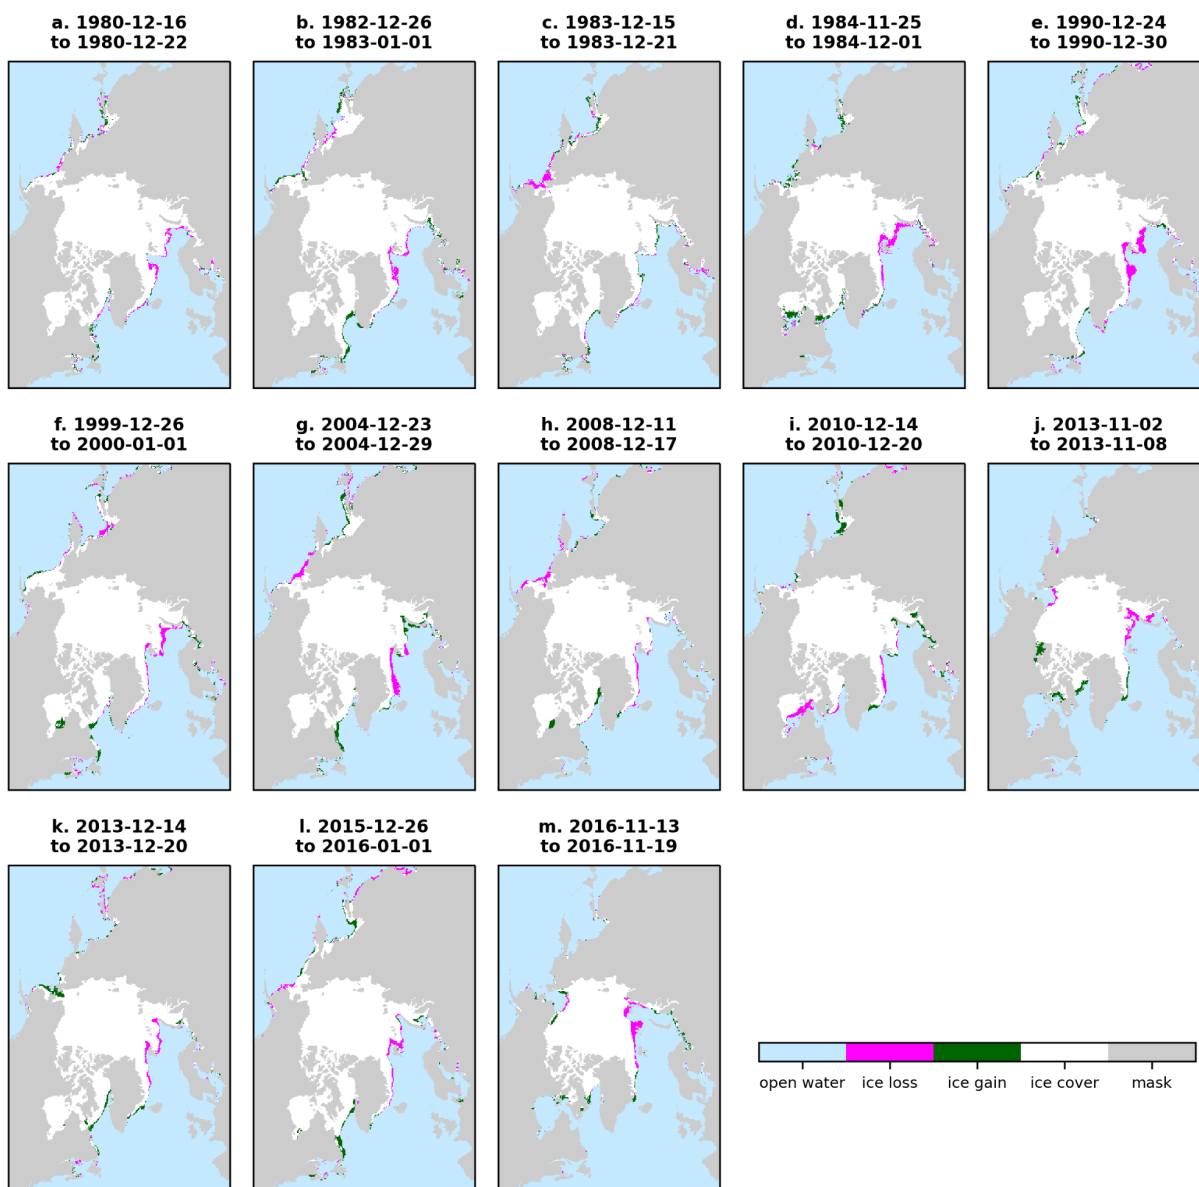 a. 1980-12-16
to 1980-12-22
b. 1982-12-26
to 1983-01-01
c. 1983-12-15
to 1983-12-21
d. 1984-11-25
to 1984-12-01
e. 1990-12-24
to 1990-12-30
f. 1999-12-26
to 2000-01-01
g. 2004-12-23
to 2004-12-29
h. 2008-12-11
to 2008-12-17
i. 2010-12-14
to 2010-12-20
j. 2013-11-02
to 2013-11-08
k. 2013-12-14
to 2013-12-20
l. 2015-12-26
to 2016-01-01
m. 2016-11-13
to 2016-11-19
open water ice loss ice gain ice cover mask